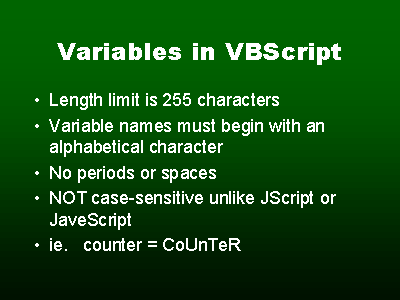 Variables in VBScript
• Length limit is 255 characters
• Variable names must begin with an
alphabetical character
• No periods or spaces
• NOT case-sensitive unlike JScript or
JaveScript
• ie. counter = CoUnTeR